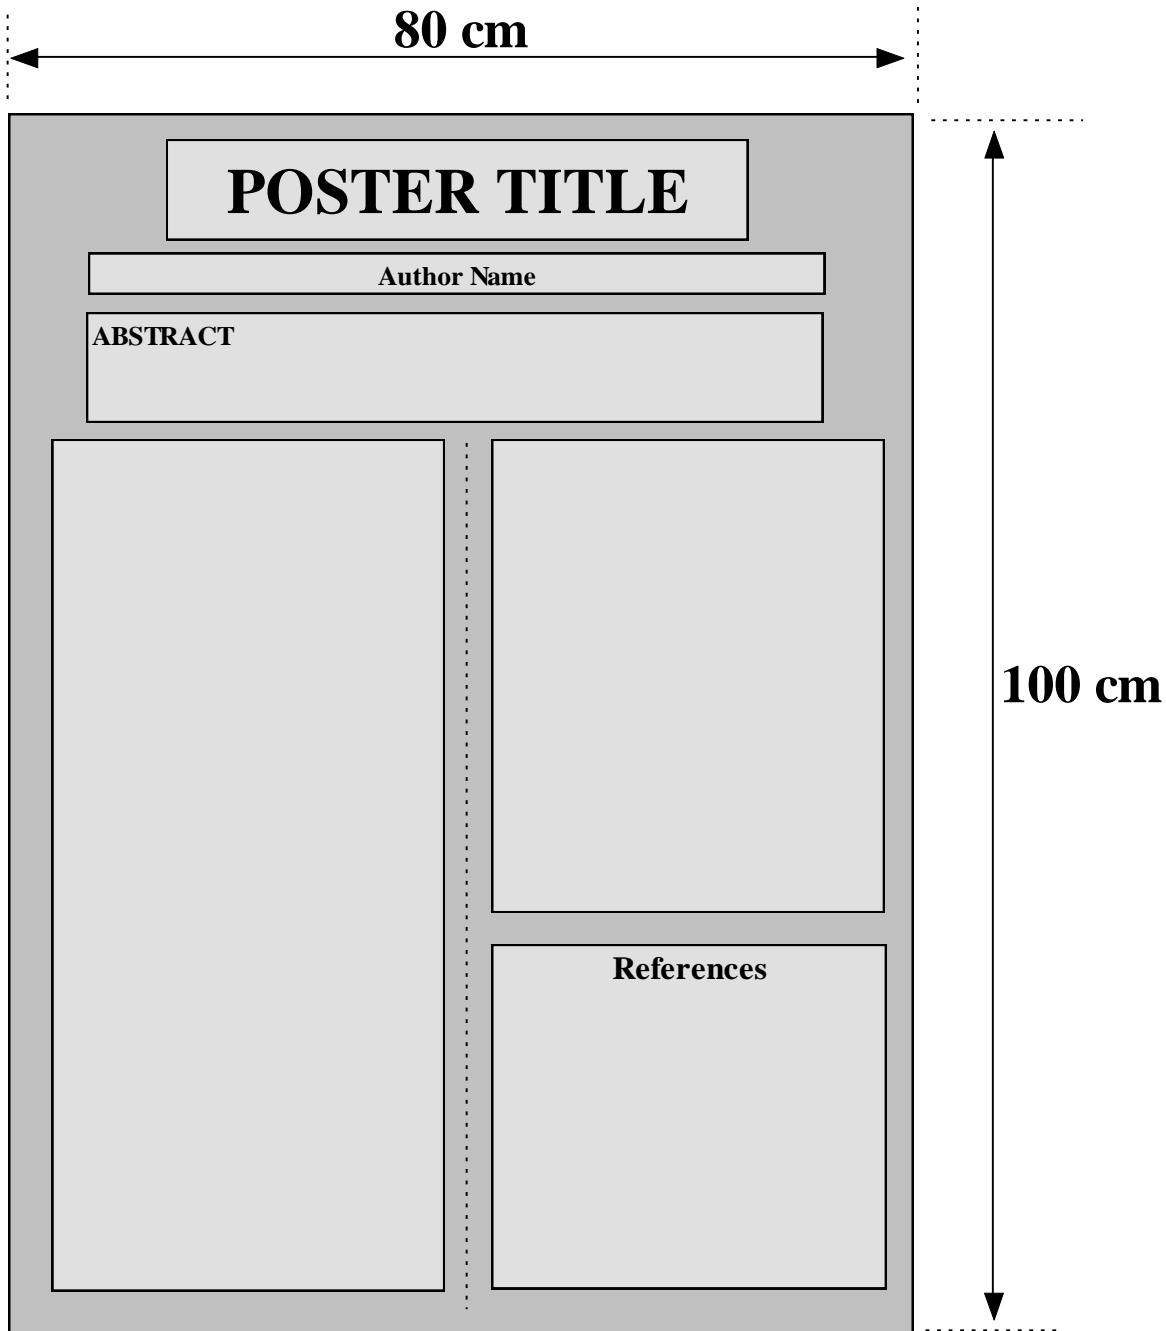 80 cm
POSTER TITLE
Author Name
ABSTRACT
100 cm
References